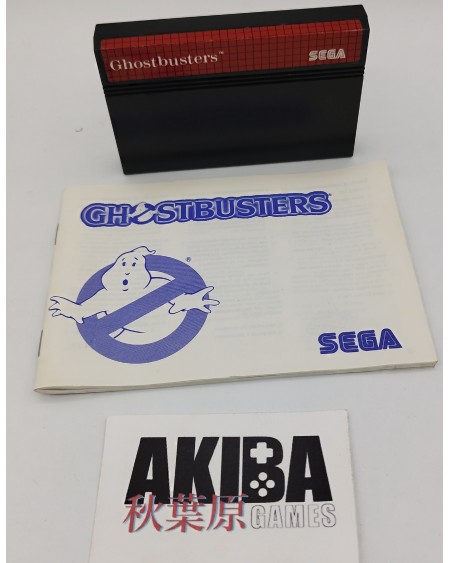 Ghostbusters™
SEGA
GHOSTBUSTERS®
®
SEGA
AKIBA
秋葉原
GAMES